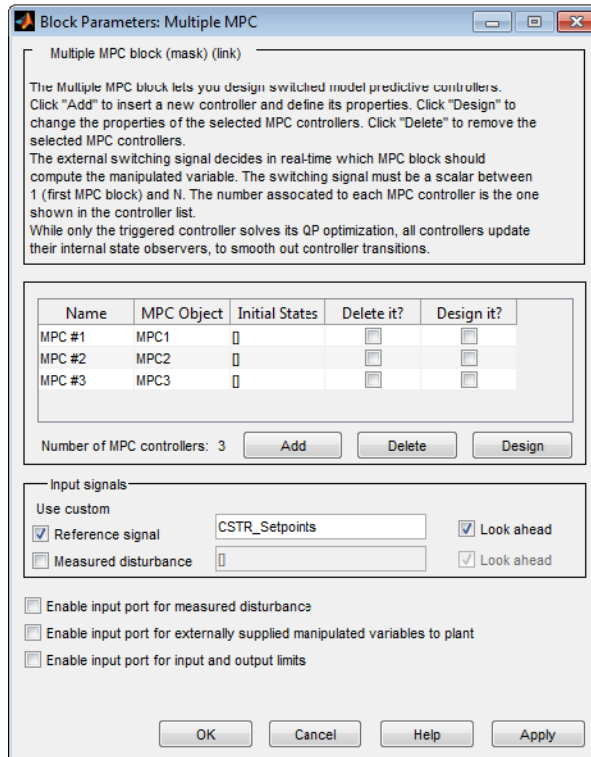 Block Parameters: Multiple MPC
Multiple MPC block (mask) (link)
The Multiple MPC block lets you design switched model predictive controllers.
Click "Add" to insert a new controller and define its properties. Click "Design" to
change the properties of the selected MPC controllers. Click "Delete" to remove the
selected MPC controllers.
The external switching signal decides in real-time which MPC block should
compute the manipulated variable. The switching signal must be a scalar between
1 (first MPC block) and N. The number associated to each MPC controller is the one
shown in the controller list.
While only the triggered controller solves its QP optimization, all controllers update
their internal state observers, to smooth out controller transitions.
Name MPC Object Initial States Delete it? Design it?
MPC #1 MPC1 []
MPC #2 MPC2 []
MPC #3 MPC3 []
Number of MPC controllers: 3 Add Delete Design
Input signals
Use custom
Reference signal CSTR_Setpoints Look ahead
Measured disturbance [] Look ahead
Enable input port for measured disturbance
Enable input port for externally supplied manipulated variables to plant
Enable input port for input and output limits
OK Cancel Help Apply